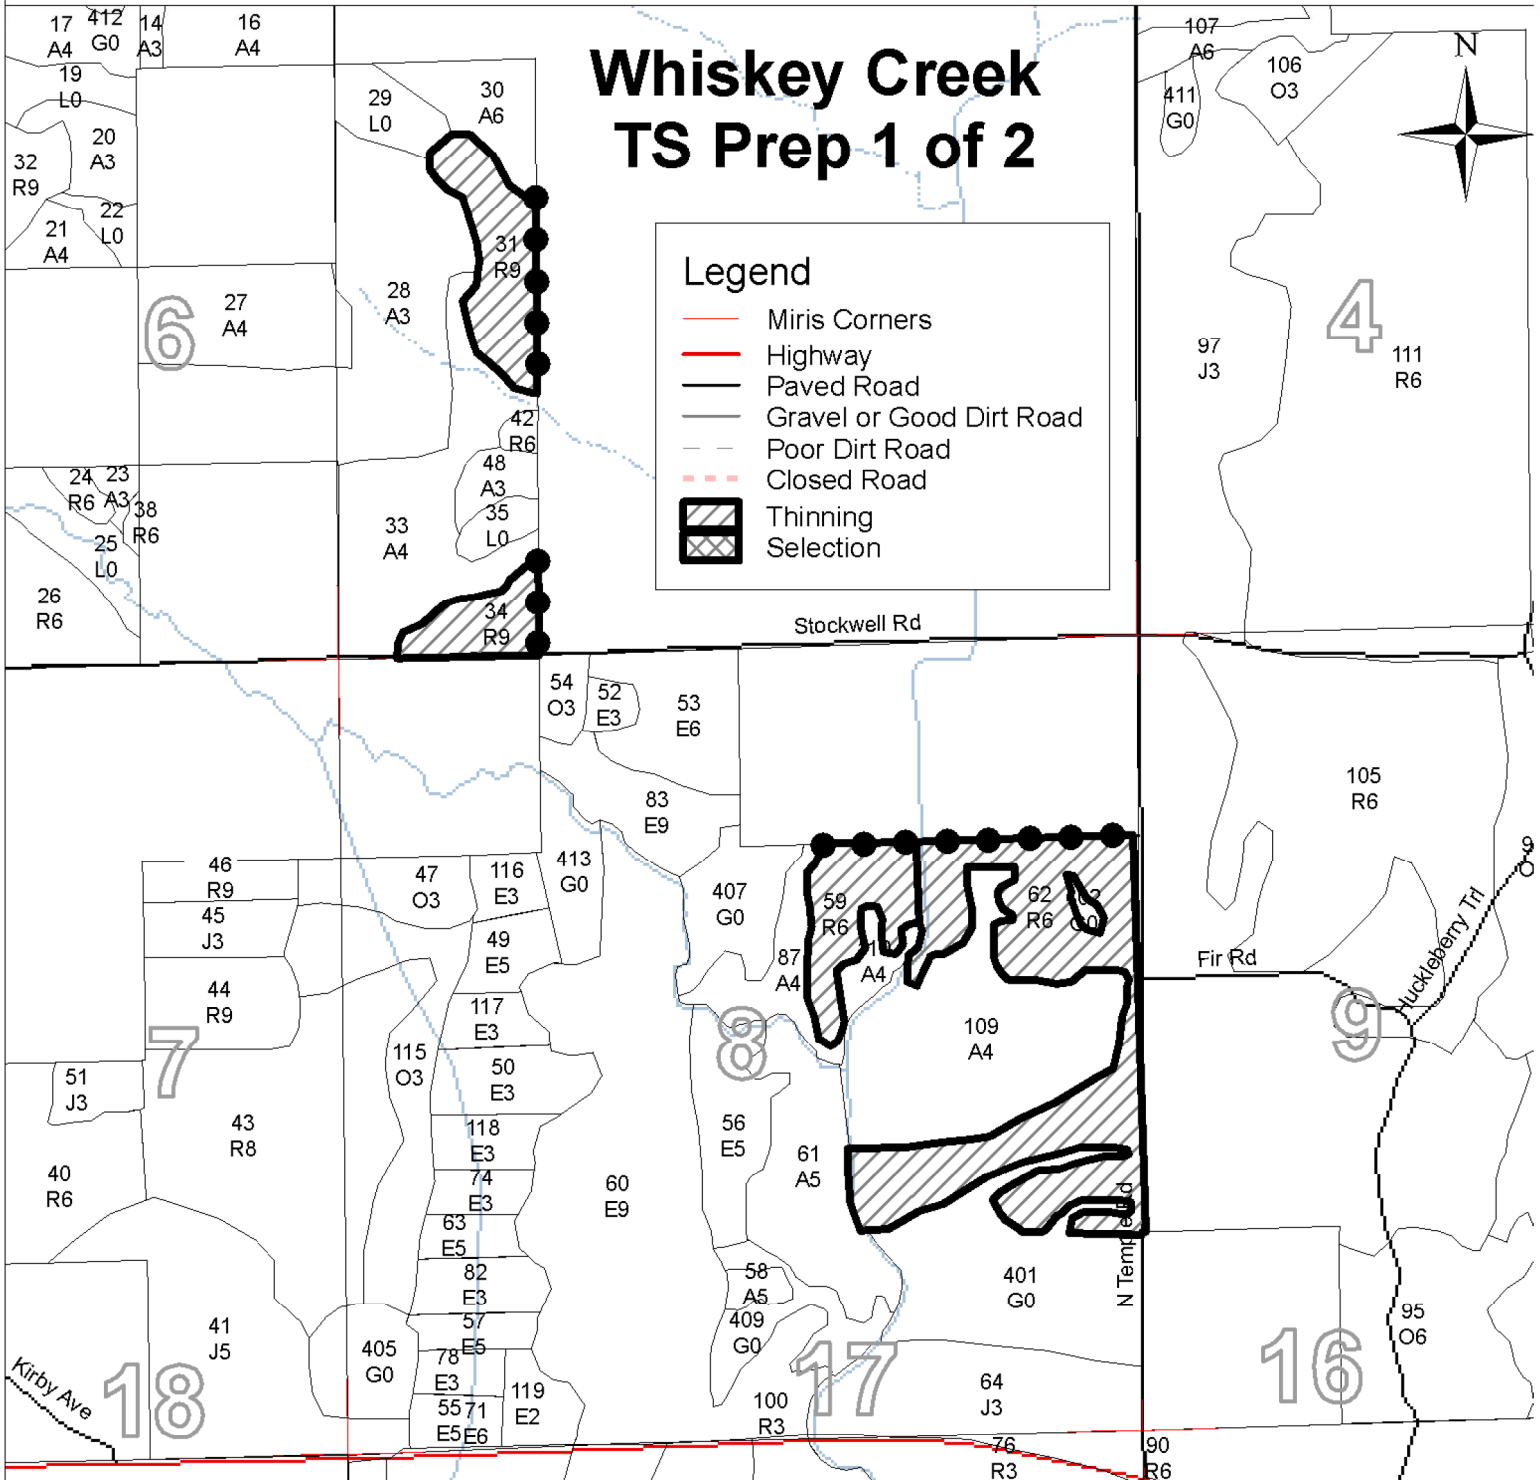 Whiskey Creek
TS Prep 1 of 2
N
17
A4
412
G0
14
A3
16
A4
19
L0
20
A3
32
R9
22
L0
21
A4
29
L0
30
A6
107
A6
106
O3
411
G0
31
R9
28
A3
27
A4
6
4
97
J3
111
R6
Legend
Miris Corners
Highway
Paved Road
Gravel or Good Dirt Road
Poor Dirt Road
Closed Road
Thinning
Selection
42
R6
48
A3
35
L0
33
A4
24
R6
23
A3
38
R6
25
L0
26
R6
34
R9
Stockwell Rd
54
O3
52
E3
53
E6
83
E9
105
R6
46
R9
45
J3
44
R9
47
O3
116
E3
413
G0
49
E5
117
E3
407
G0
87
A4
59
R6
A4
62
R6
G0
9
O
Fir Rd
Huckleberry Trl
7
8
9
109
A4
115
O3
50
E3
51
J3
43
R8
118
E3
56
E5
61
A5
40
R6
74
E3
60
E9
63
E5
N Temple Rd
82
E3
58
A5
401
G0
57
E5
409
G0
95
O6
41
J5
405
G0
78
E3
119
E2
55
E5
71
E6
18
17
16
Kirby Ave
64
J3
100
R3
76
R3
90
R6